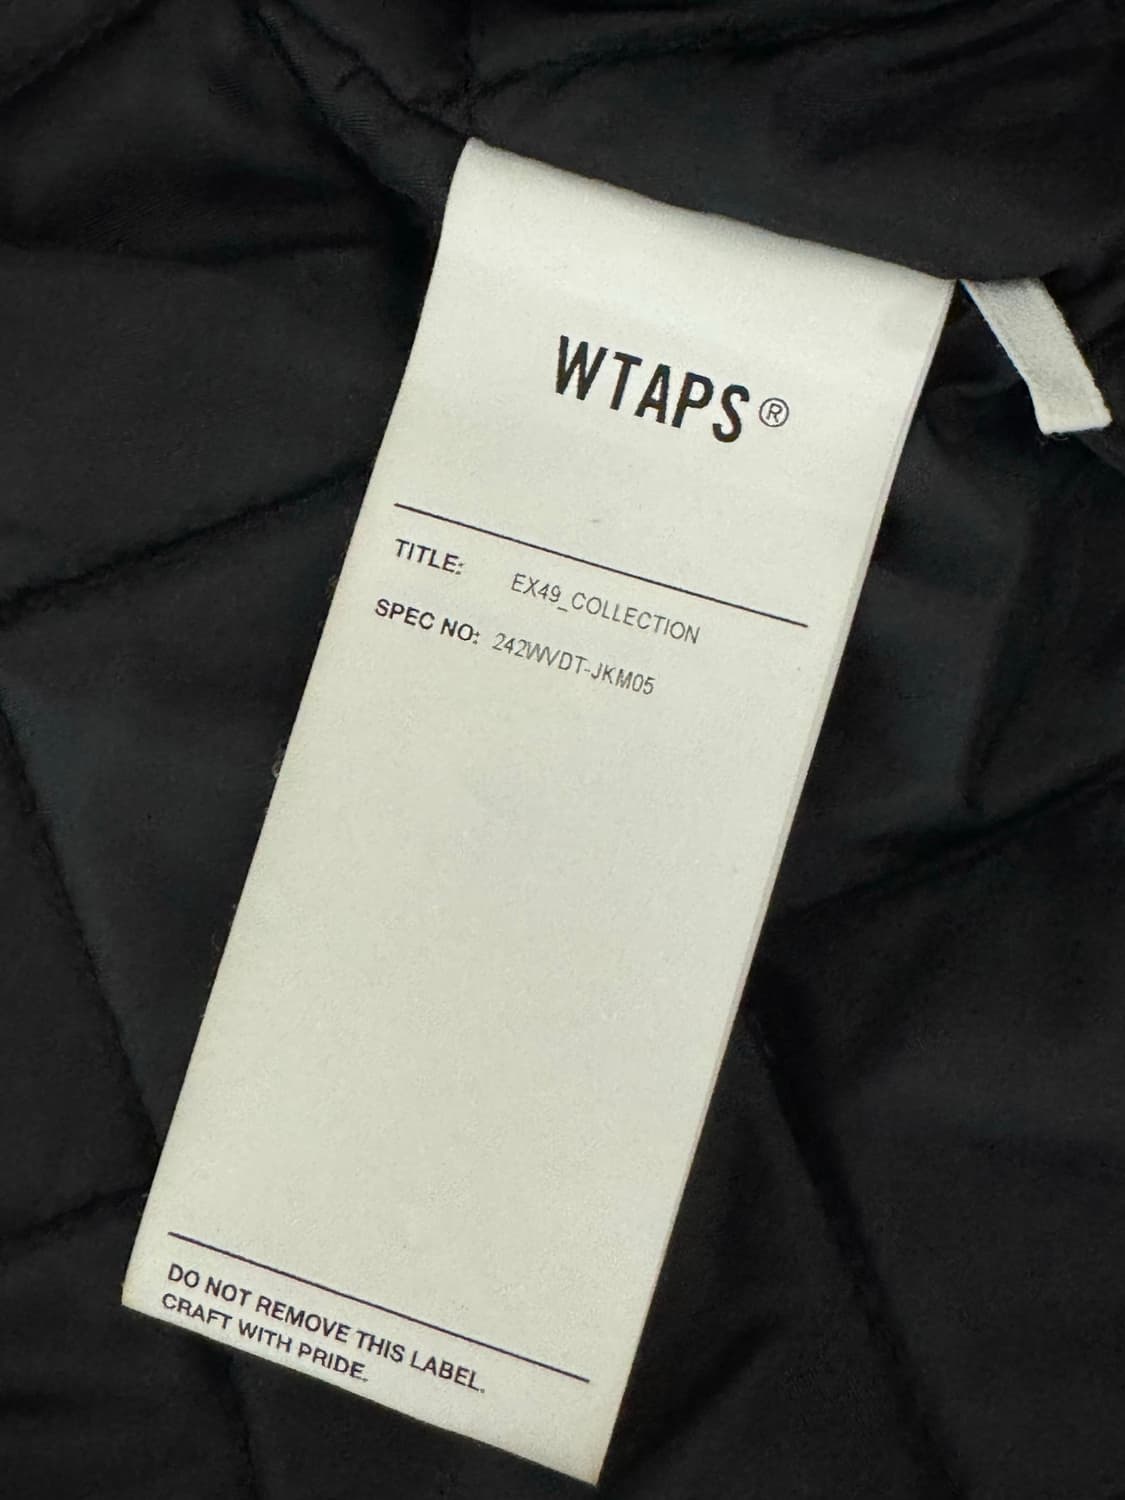 WTAPS®
TITLE: EX49_COLLECTION
SPEC NO: 242WVDT-JKM05
DO NOT REMOVE THIS LABEL.
CRAFT WITH PRIDE.